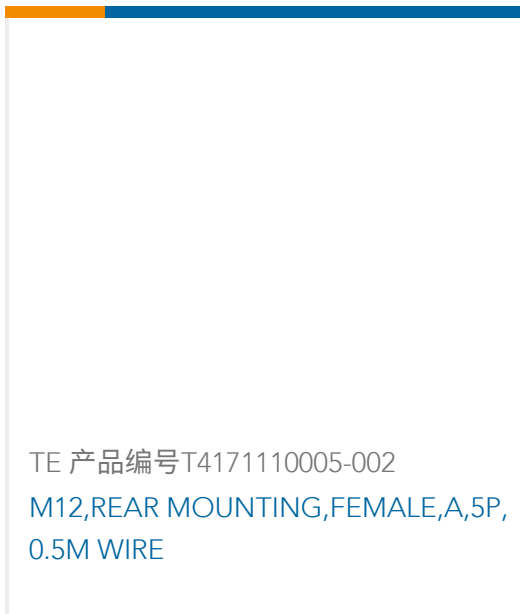 TE 产品编号T4171110005-002
M12,REAR MOUNTING,FEMALE,A,5P,
0.5M WIRE